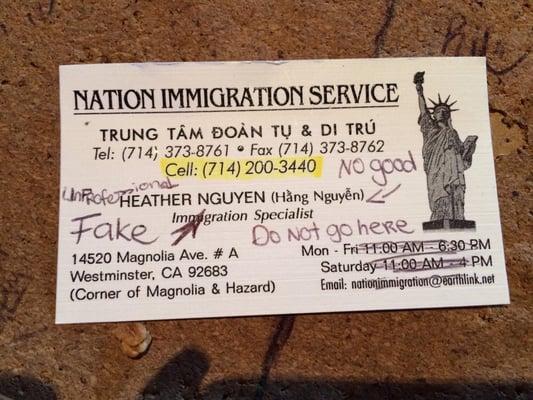 NATION IMMIGRATION SERVICE
TRUNG TÂM ĐOÀN TỤ & DI TRÚ
Tel: (714) 373-8761 • Fax (714) 373-8762
Cell: (714) 200-3440
No good
UnProfessional
HEATHER NGUYEN (Hằng Nguyễn)
Immigration Specialist
Fake
Do Not go here
14520 Magnolia Ave. # A
Westminster, CA 92683
(Corner of Magnolia & Hazard)
Mon - Fri 11:00 AM - 6:30 PM
Saturday 11:00 AM - 4 PM
Email: nationimmigration@earthlink.net